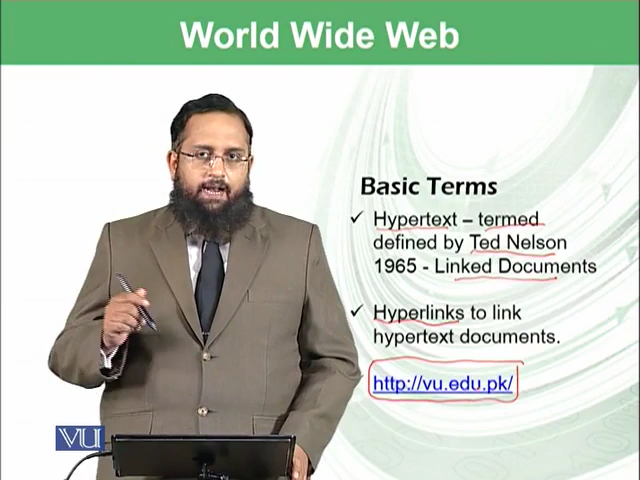 World Wide Web
Basic Terms
✓ Hypertext – termed
defined by Ted Nelson
1965 - Linked Documents
✓ Hyperlinks to link
hypertext documents.
http://vu.edu.pk/
VU